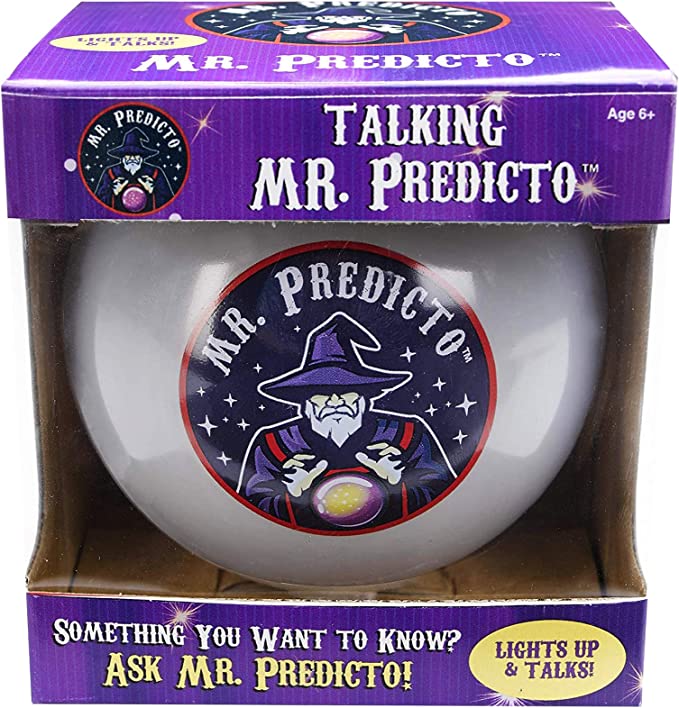 LIGHTS UP
& TALKS!
MR. PREDICTO™
MR. PREDICTO
TALKING
MR. PREDICTO™
Age 6+
MR. PREDICTO™
SOMETHING YOU WANT TO KNOW?
ASK MR. PREDICTO!
LIGHTS UP
& TALKS!